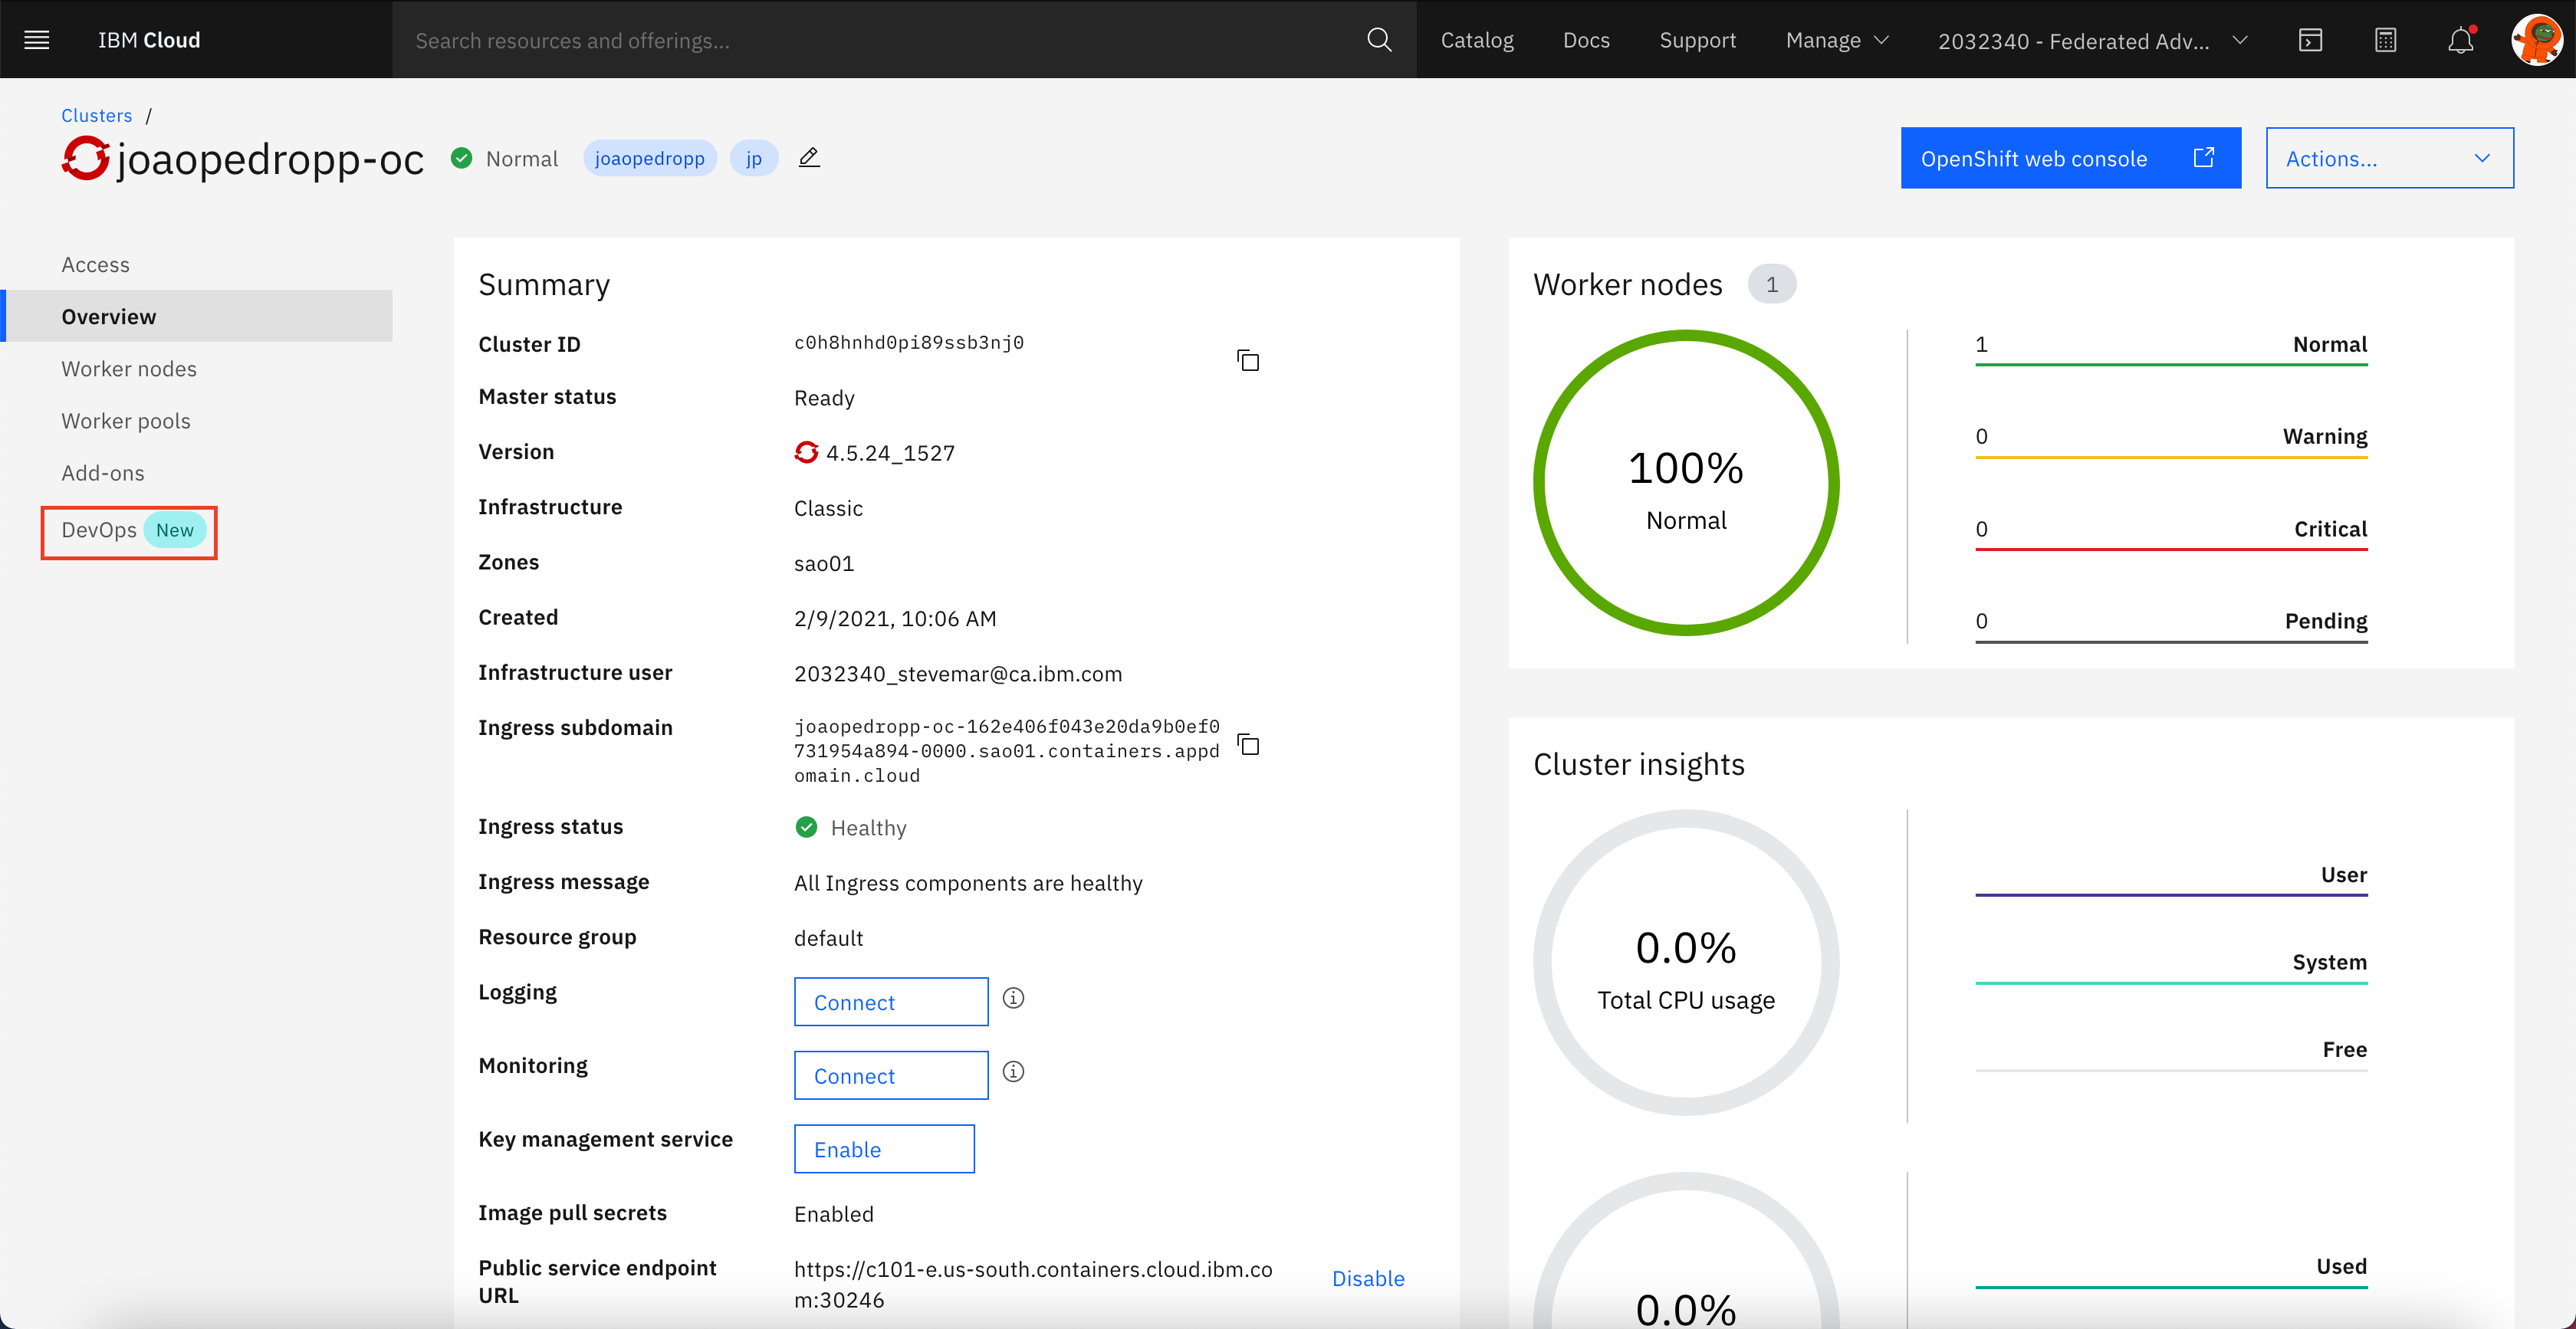 IBM Cloud
Search resources and offerings...
Catalog
Docs
Support
Manage
2032340 - Federated Adv...
Clusters /
joaopedropp-oc
Normal
joaopedropp
jp
OpenShift web console
Actions...
Access
Overview
Worker nodes
Worker pools
Add-ons
DevOps New
Summary
Cluster ID c0h8hnhd0pi89ssb3nj0
Master status Ready
Version 4.5.24_1527
Infrastructure Classic
Zones sao01
Created 2/9/2021, 10:06 AM
Infrastructure user 2032340_stevemar@ca.ibm.com
Ingress subdomain joaopedropp-oc-162e406f043e20da9b0ef0
731954a894-0000.sao01.containers.appd
omain.cloud
Ingress status Healthy
Ingress message All Ingress components are healthy
Resource group default
Logging Connect
Monitoring Connect
Key management service Enable
Image pull secrets Enabled
Public service endpoint https://c101-e.us-south.containers.cloud.ibm.co
URL m:30246
Disable
Worker nodes 1
100%
Normal
1 Normal
0 Warning
0 Critical
0 Pending
Cluster insights
0.0%
Total CPU usage
User
System
Free
0.0%
Used